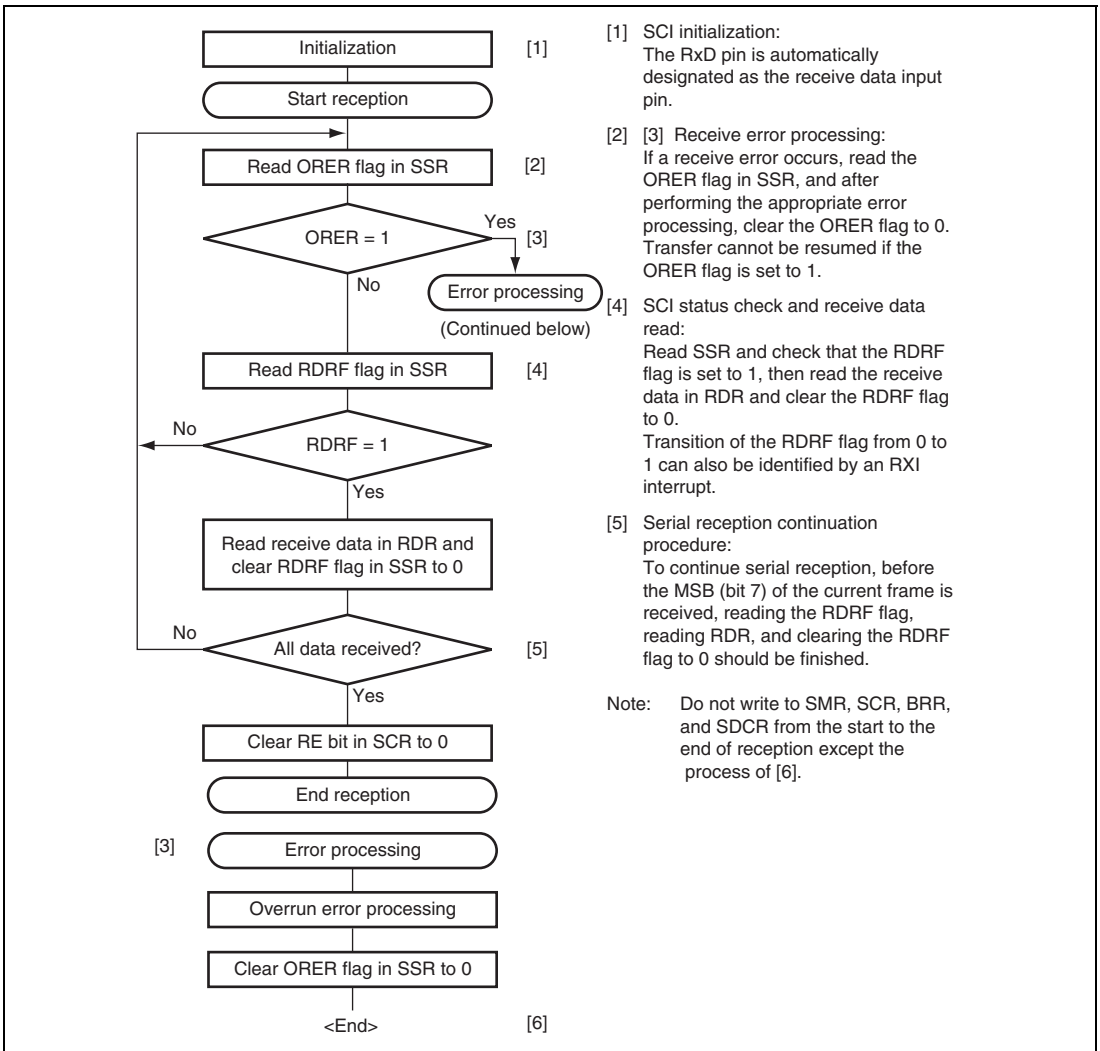 Initialization [1]
Start reception
Read ORER flag in SSR [2]
ORER = 1
Yes
[3]
No
Error processing
(Continued below)
Read RDRF flag in SSR [4]
No
RDRF = 1
Yes
Read receive data in RDR and
clear RDRF flag in SSR to 0
No
All data received? [5]
Yes
Clear RE bit in SCR to 0
End reception
[3] Error processing
Overrun error processing
Clear ORER flag in SSR to 0
<End> [6]
[1] SCI initialization:
The RxD pin is automatically
designated as the receive data input
pin.
[2] [3] Receive error processing:
If a receive error occurs, read the
ORER flag in SSR, and after
performing the appropriate error
processing, clear the ORER flag to 0.
Transfer cannot be resumed if the
ORER flag is set to 1.
[4] SCI status check and receive data
read:
Read SSR and check that the RDRF
flag is set to 1, then read the receive
data in RDR and clear the RDRF flag
to 0.
Transition of the RDRF flag from 0 to
1 can also be identified by an RXI
interrupt.
[5] Serial reception continuation
procedure:
To continue serial reception, before
the MSB (bit 7) of the current frame is
received, reading the RDRF flag,
reading RDR, and clearing the RDRF
flag to 0 should be finished.
Note: Do not write to SMR, SCR, BRR,
and SDCR from the start to the
end of reception except the
process of [6].